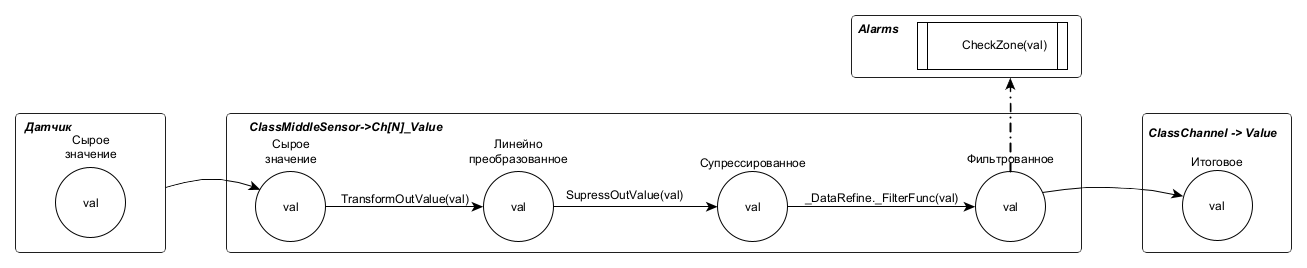 Alarms
CheckZone(val)
Датчик
Сырое
значение
val
ClassMiddleSensor->Ch[N]_Value
Сырое
значение
val
TransformOutValue(val)
Линейно
преобразованное
val
SupressOutValue(val)
Супрессированное
val
_DataRefine._FilterFunc(val)
Фильтрованное
val
ClassChannel -> Value
Итоговое
val